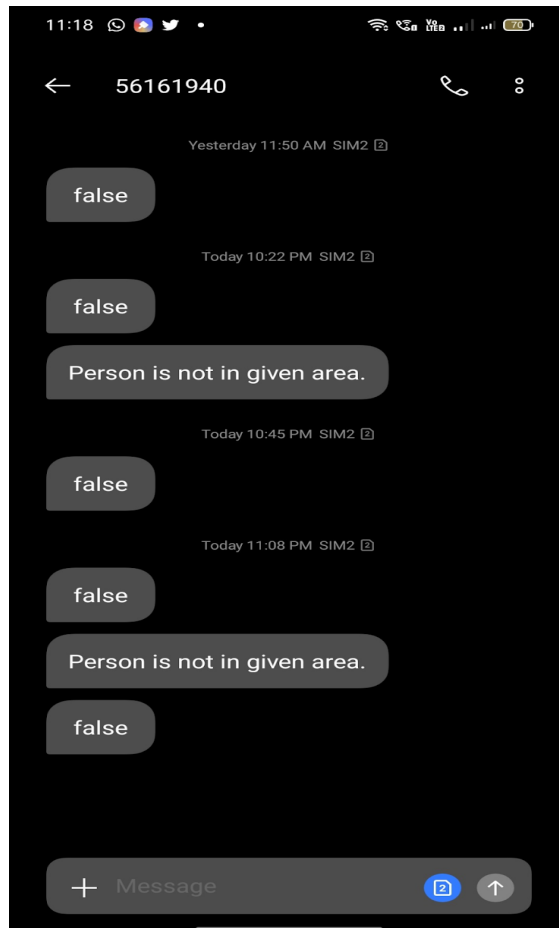 11:18 70
56161940
Yesterday 11:50 AM SIM2 2
false
Today 10:22 PM SIM2 2
false
Person is not in given area.
Today 10:45 PM SIM2 2
false
Today 11:08 PM SIM2 2
false
Person is not in given area.
false
Message 2